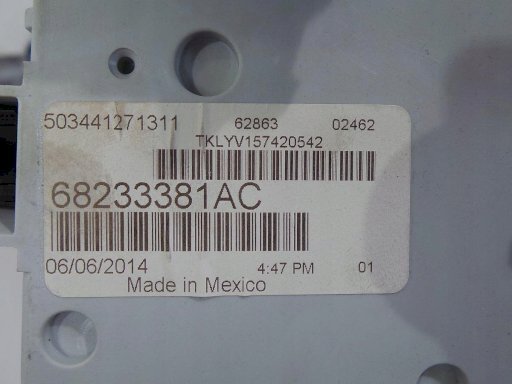 503441271311 62863 02462
TKLYV157420542
68233381AC
06/06/2014 4:47 PM 01
Made in Mexico